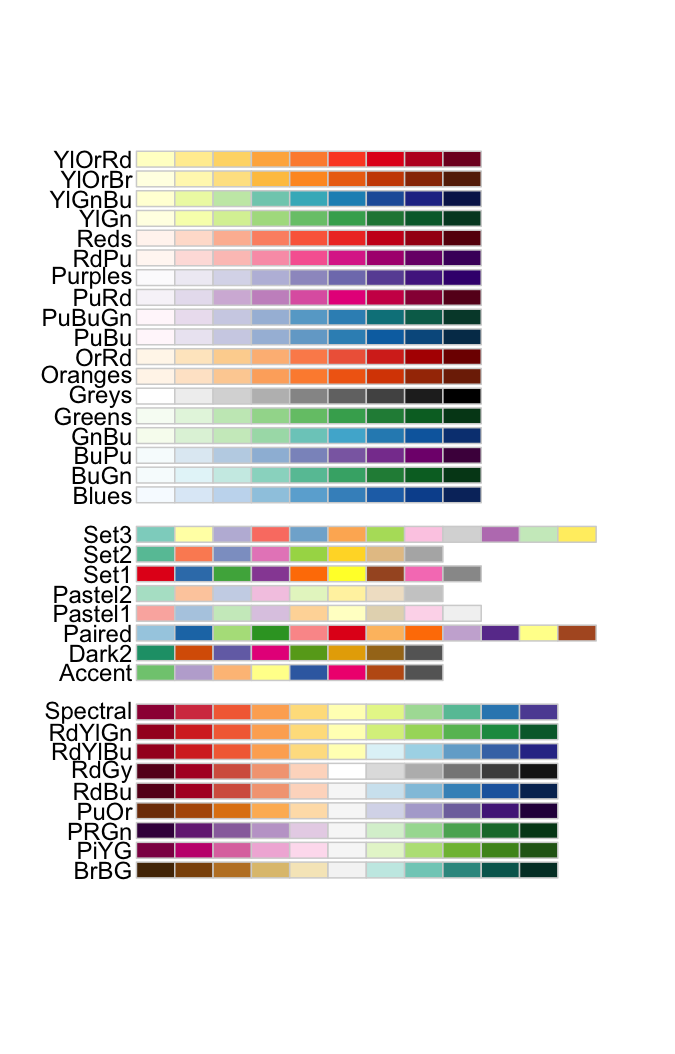 YlOrRd
YlOrBr
YlGnBu
YlGn
Reds
RdPu
Purples
PuRd
PuBuGn
PuBu
OrRd
Oranges
Greys
Greens
GnBu
BuPu
BuGn
Blues
Set3
Set2
Set1
Pastel2
Pastel1
Paired
Dark2
Accent
Spectral
RdYlGn
RdYlBu
RdGy
RdBu
PuOr
PRGn
PiYG
BrBG